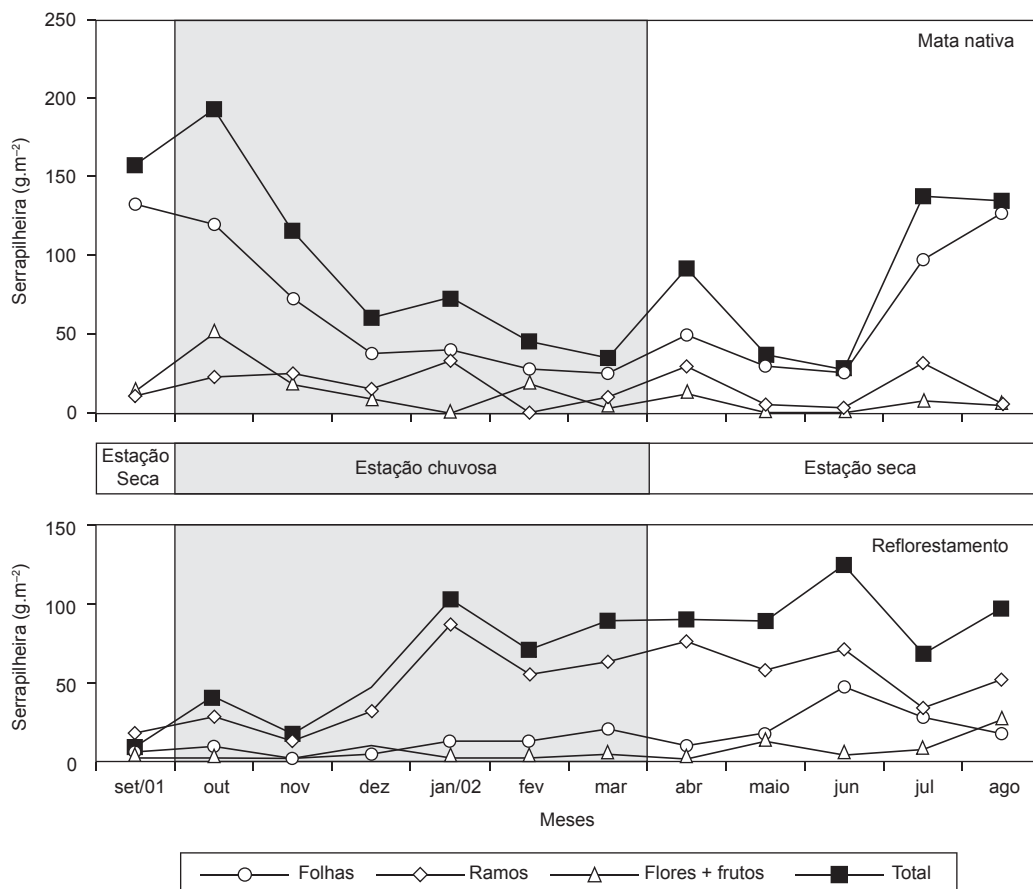 250
Mata nativa
200
150
100
50
0
Serrapilheira (g.m⁻²)
Estação Seca
Estação chuvosa
Estação seca
150
Reflorestamento
100
50
0
Serrapilheira (g.m⁻²)
set/01 out nov dez jan/02 fev mar abr maio jun jul ago
Meses
Folhas Ramos Flores + frutos Total